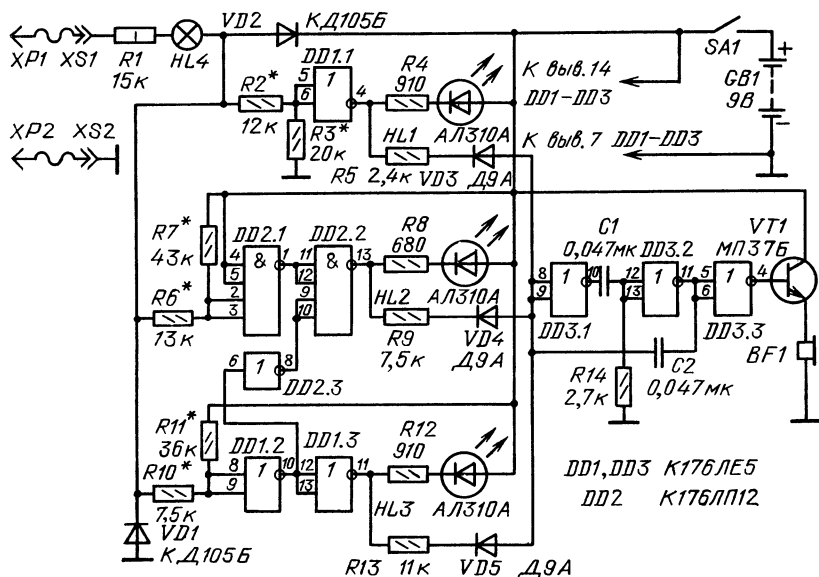 VD2 КД105Б
XP1 XS1 R1 HL4
15к
DD1.1
R2*
12к
5
6
1
4
R3*
20к
R4
910
HL1
АЛ310А
R5 2,4к VD3 Д9А
SA1
К выв.14
DD1–DD3
GB1
9В
+
–
К выв.7 DD1–DD3
XP2 XS2
R7*
43к
R6*
13к
DD2.1
4
5
2
3
&
1
DD2.2
11
12
9
10
&
13
R8
680
HL2
АЛ310А
R9
7,5к
VD4
Д9А
6
1
8
DD2.3
C1
0,047мк
8
9
1
10
DD3.1
DD3.2
12
13
1
11
5
6
1
4
DD3.3
VT1
МП37Б
BF1
R14
2,7к
C2
0,047мк
R11*
36к
R10*
7,5к
DD1.2
8
9
1
10
DD1.3
12
13
1
11
R12
910
HL3
АЛ310А
R13 11к VD5 Д9А
VD1
КД105Б
DD1,DD3 К176ЛЕ5
DD2 К176ЛП12